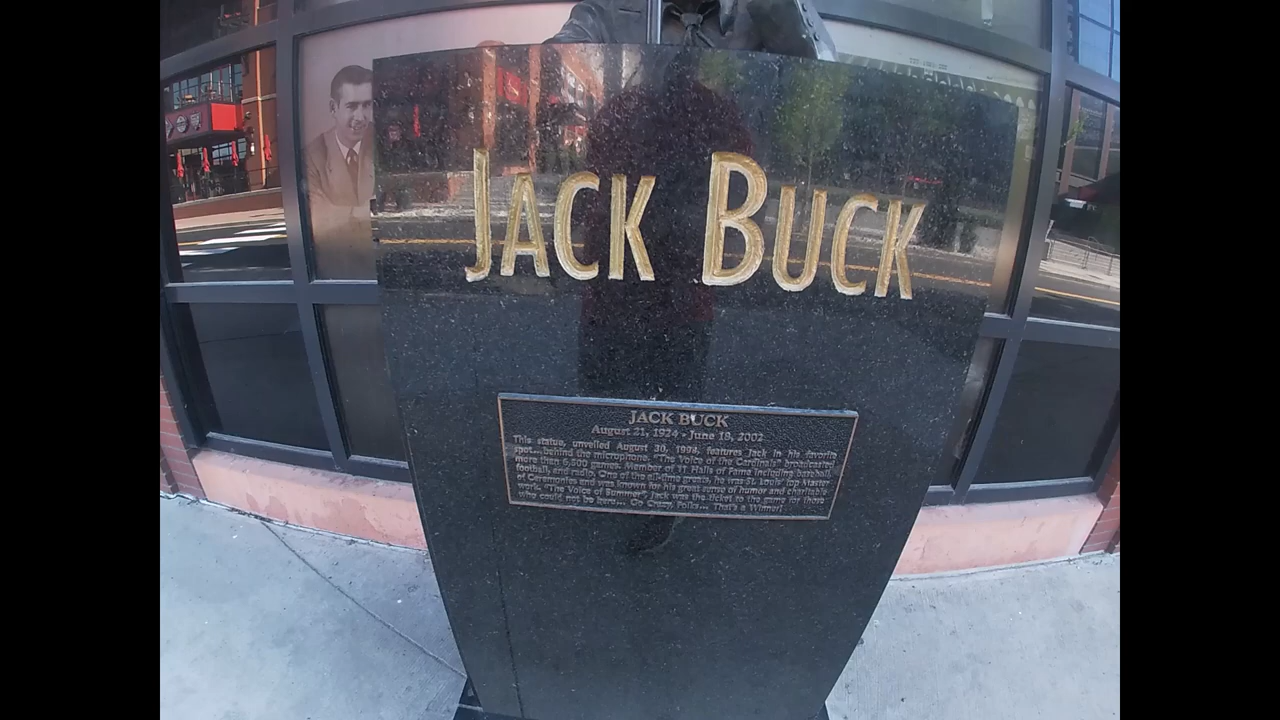 JACK BUCK
JACK BUCK
August 21, 1924 • June 18, 2002
This statue, unveiled August 30, 1998, features Jack in his favorite
spot...behind the microphone. "The Voice of the Cardinals" broadcasted
more than 6,500 games. Member of 11 Halls of Fame including baseball,
football, and radio. One of the all-time greats, he was St. Louis' top Master
of Ceremonies and was known for his great sense of humor and charitable
work. "The Voice of Summer" Jack was the ticket to the game for those
who could not be here... Go Crazy, Folks... That's a Winner!